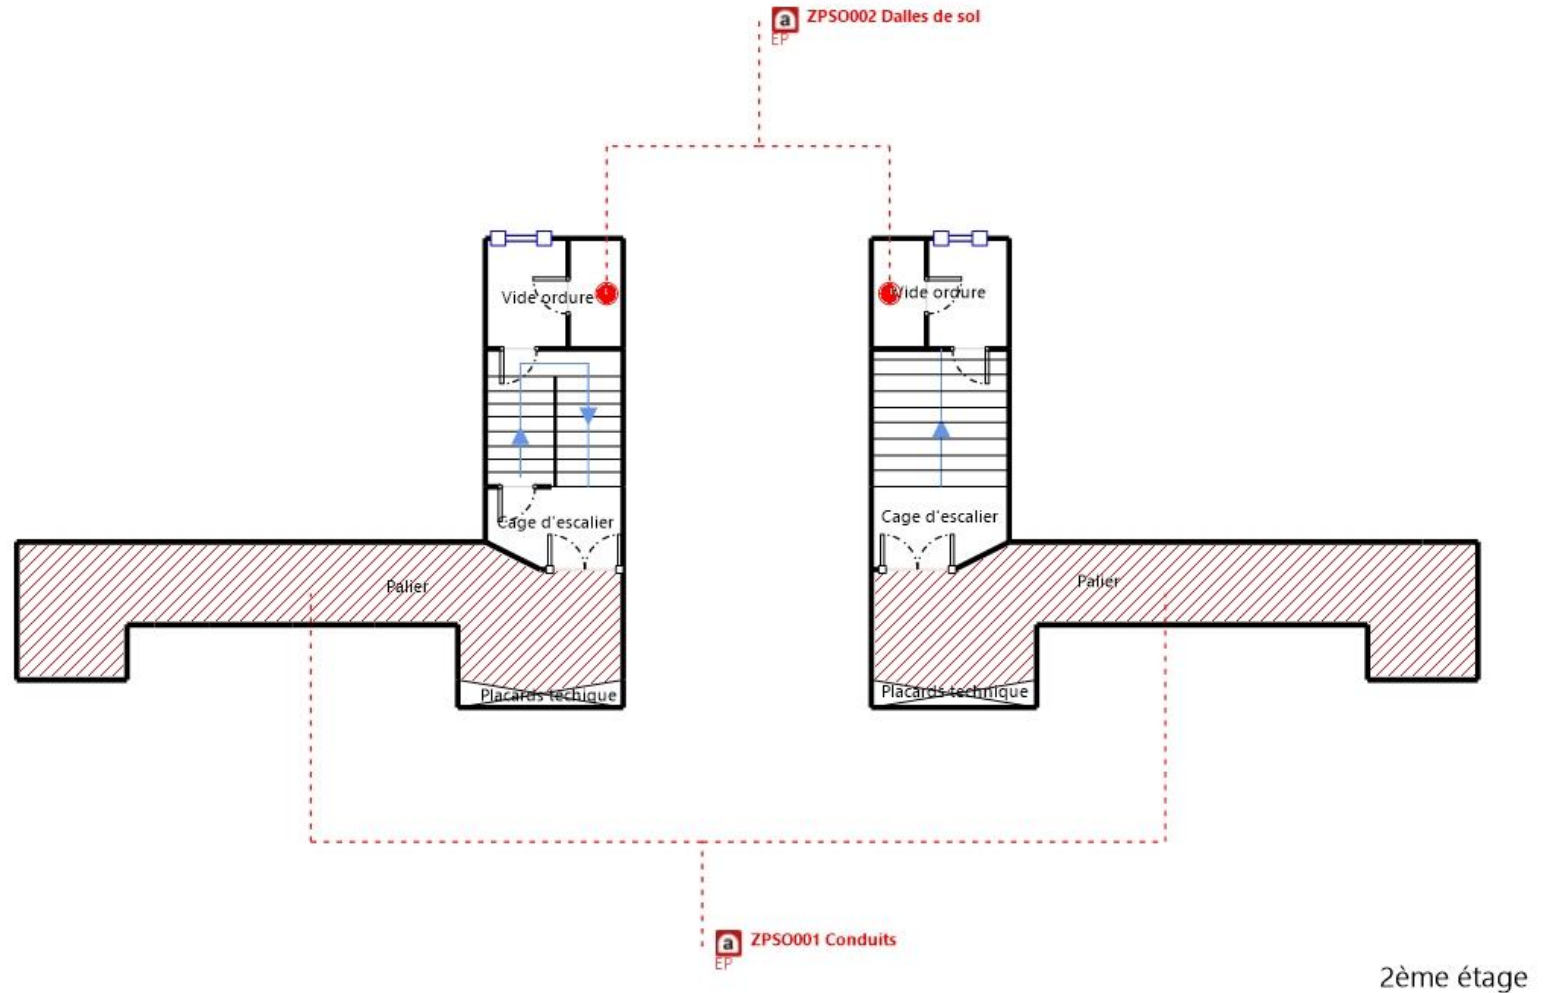 a ZPSO002 Dalles de sol
EP
Vide ordure
Vide ordure
Cage d'escalier
Cage d'escalier
Palier
Palier
Placards techique
Placards technique
a ZPSO001 Conduits
EP
2ème étage